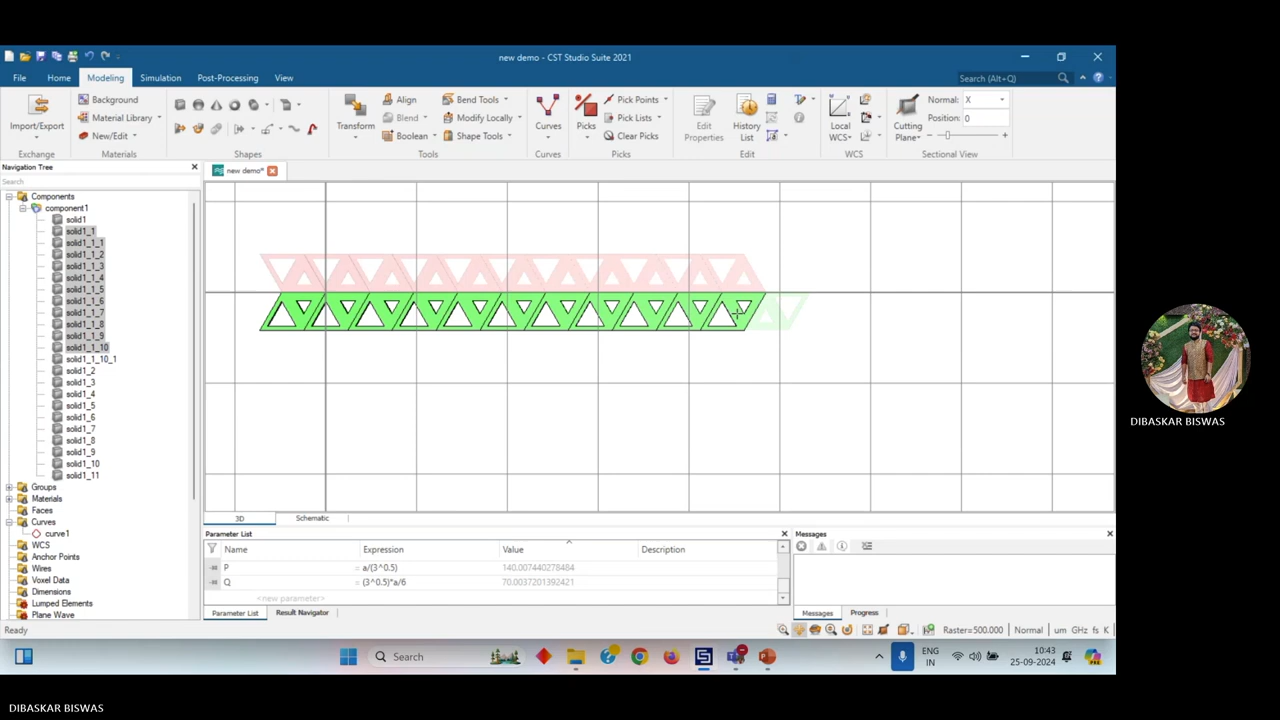 new demo - CST Studio Suite 2021
File Home Modeling Simulation Post-Processing View
Search (Alt+Q)
Import/Export
Exchange
Background
Material Library
New/Edit
Materials
Shapes
Transform
Align
Blend
Boolean
Bend Tools
Modify Locally
Shape Tools
Tools
Curves
Curves
Picks
Pick Points
Pick Lists
Clear Picks
Picks
Edit
Properties
History
List
Edit
Local
WCS
WCS
Cutting
Plane
Normal: X
Position: 0
Sectional View
Navigation Tree
Search
Components
component1
solid1
solid1_1
solid1_1_1
solid1_1_2
solid1_1_3
solid1_1_4
solid1_1_5
solid1_1_6
solid1_1_7
solid1_1_8
solid1_1_9
solid1_1_10
solid1_1_10_1
solid1_2
solid1_3
solid1_4
solid1_5
solid1_6
solid1_7
solid1_8
solid1_9
solid1_10
solid1_11
Groups
Materials
Faces
Curves
curve1
WCS
Anchor Points
Wires
Voxel Data
Dimensions
Lumped Elements
Plane Wave
new demo*
3D Schematic
Parameter List
Name Expression Value Description
P = a/(3^0.5) 140.007440278484
Q = (3^0.5)*a/6 70.0037201392421
<new parameter>
Parameter List Result Navigator
Messages
Messages Progress
Ready
Raster=500.000 Normal um GHz fs K
Search
ENG
IN
10:43
25-09-2024
DIBASKAR BISWAS
DIBASKAR BISWAS